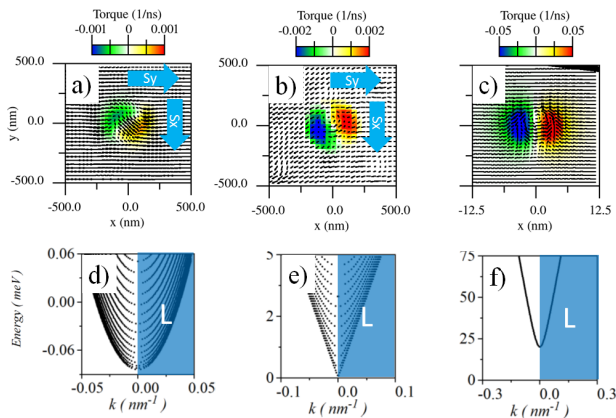 Torque (1/ns) Torque (1/ns) Torque (1/ns)
-0.001 0 0.001 -0.002 0 0.002 -0.05 0 0.05
500.0 500.0
a) Sy b) Sy c)
y (nm) 0.0 Sx 0.0 Sx
-500.0 -500.0
-500.0 0.0 500.0 -500 0.0 500 -12.5 0.0 12.5
x (nm) x (nm) x (nm)
0.06 5 75
d) e) f)
Energy (meV) 0.00 L L 50 L
2 25
-0.06 0 0
-0.05 0.00 0.05 -0.1 0.0 0.1 -0.3 0.0 0.3
k ( nm⁻¹ ) k ( nm⁻¹ ) k ( nm⁻¹ )